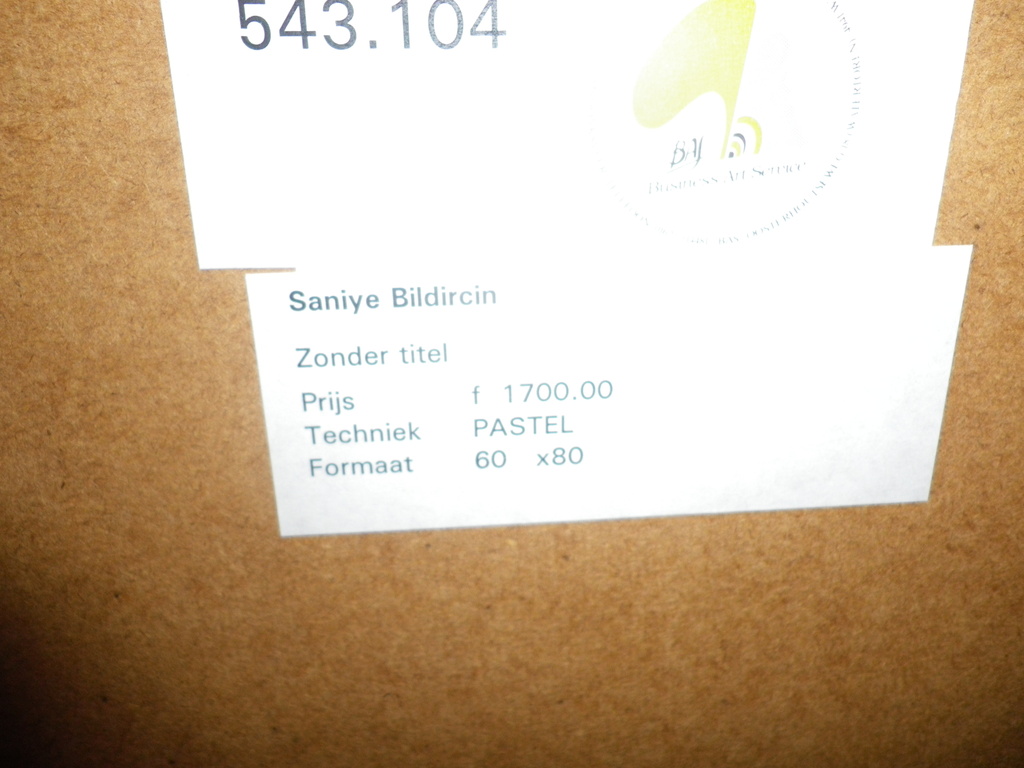 543.104
BAS
Business Art Service
Saniye Bildircin
Zonder titel
Prijs f 1700.00
Techniek PASTEL
Formaat 60 x80